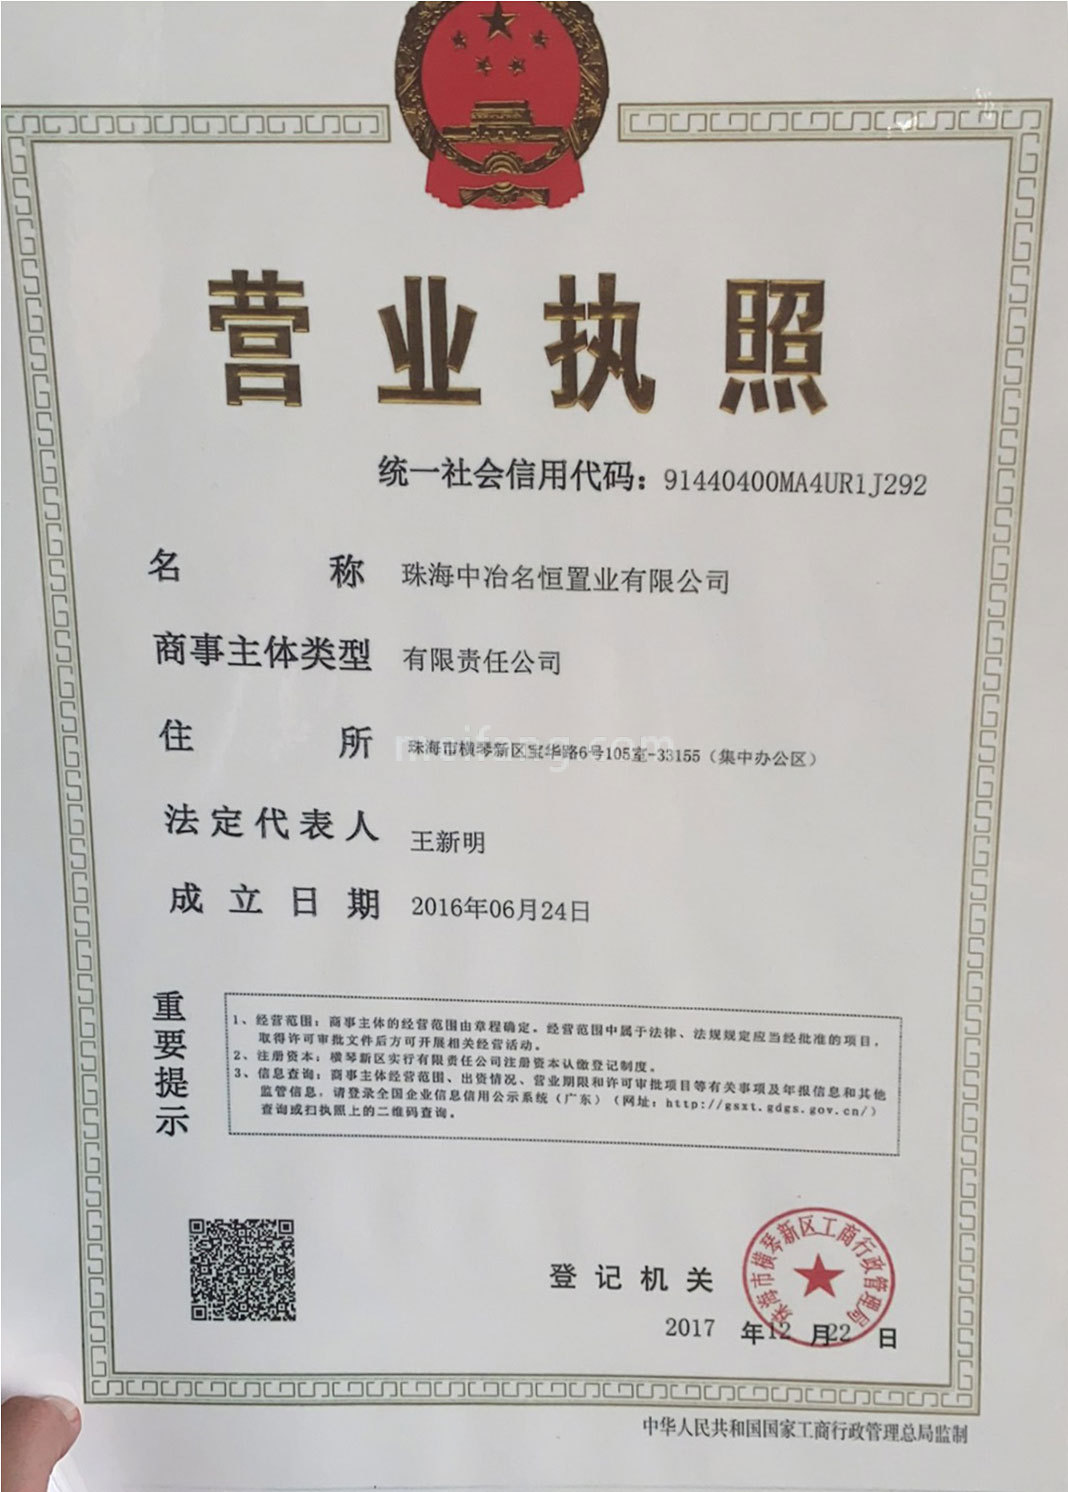 营业执照
统一社会信用代码：91440400MA4UR1J292
名称 珠海中冶名恒置业有限公司
商事主体类型 有限责任公司
住所 珠海市横琴新区宝华路6号105室-33155（集中办公区）
meifang.com
法定代表人 王新明
成立日期 2016年06月24日
重要提示
1、经营范围：商事主体的经营范围由章程确定。经营范围中属于法律、法规规定应当经批准的项目，
取得许可审批文件后方可开展相关经营活动。
2、注册资本：横琴新区实行有限责任公司注册资本认缴登记制度。
3、信息查询：商事主体经营范围、出资情况、营业期限和许可审批项目等有关事项及年报信息和其他
监管信息，请登录全国企业信息信用公示系统（广东）（网址：http://gsxt.gdgs.gov.cn/）
查询或扫执照上的二维码查询。
珠海市横琴新区工商行政管理局
登记机关
2017年12月22日
中华人民共和国国家工商行政管理总局监制